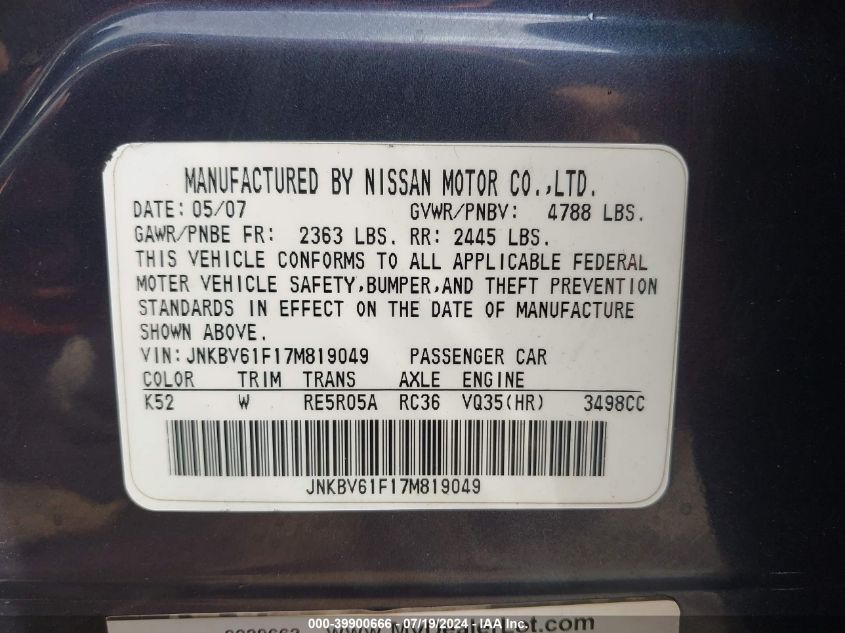 MANUFACTURED BY NISSAN MOTOR CO.,LTD.
DATE: 05/07 GVWR/PNBV: 4788 LBS.
GAWR/PNBE FR: 2363 LBS. RR: 2445 LBS.
THIS VEHICLE CONFORMS TO ALL APPLICABLE FEDERAL
MOTER VEHICLE SAFETY,BUMPER,AND THEFT PREVENTION
STANDARDS IN EFFECT ON THE DATE OF MANUFACTURE
SHOWN ABOVE.
VIN:JNKBV61F17M819049 PASSENGER CAR
COLOR TRIM TRANS AXLE ENGINE
K52 W RE5R05A RC36 VQ35(HR) 3498CC
JNKBV61F17M819049
www.MyDealerLot.com
000-39900666 - 07/19/2024 - IAA Inc.